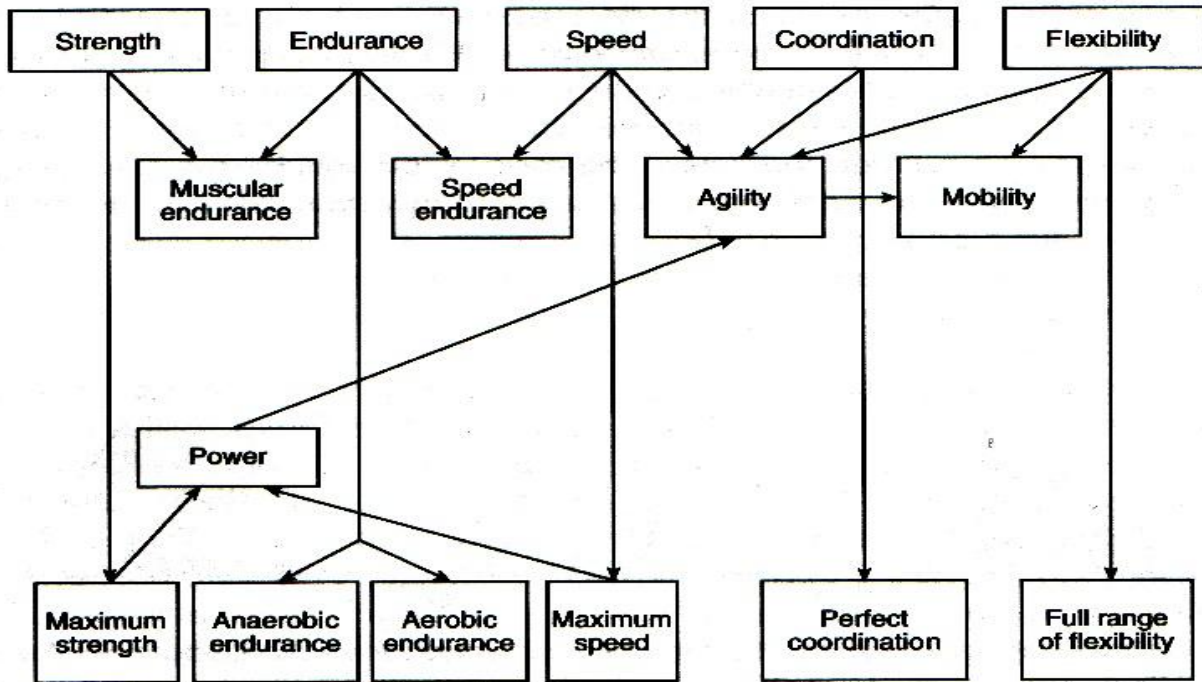 Strength
Endurance
Speed
Coordination
Flexibility
Muscular
endurance
Speed
endurance
Agility
Mobility
Power
Maximum
strength
Anaerobic
endurance
Aerobic
endurance
Maximum
speed
Perfect
coordination
Full range
of flexibility